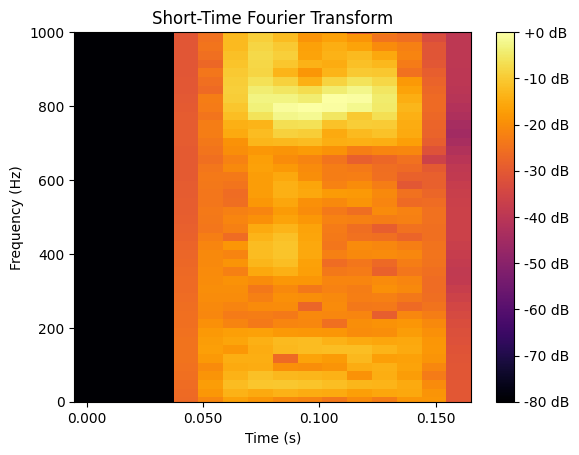 Short-Time Fourier Transform
1000
800
600
400
200
0
Frequency (Hz)
0.000
0.050
0.100
0.150
Time (s)
+0 dB
-10 dB
-20 dB
-30 dB
-40 dB
-50 dB
-60 dB
-70 dB
-80 dB